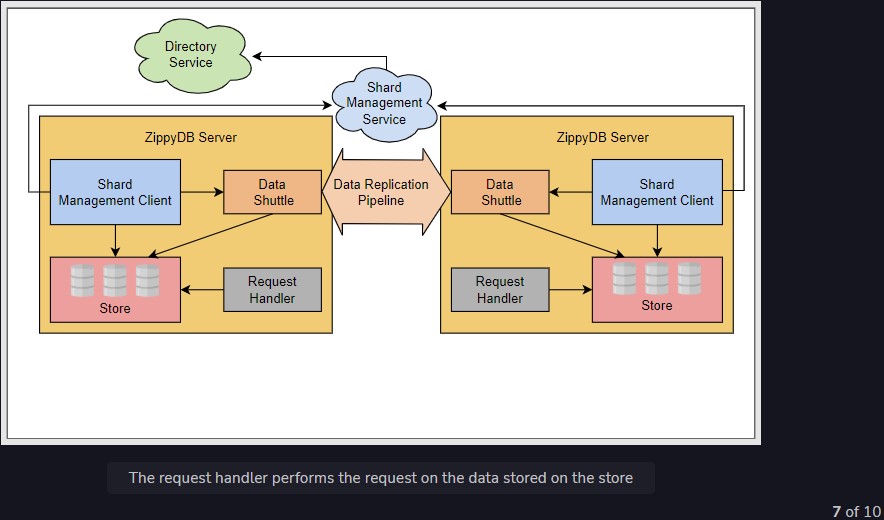 Directory
Service
Shard
Management
Service
ZippyDB Server
Shard
Management Client
Data
Shuttle
Request
Handler
Store
Data Replication
Pipeline
ZippyDB Server
Data
Shuttle
Shard
Management Client
Request
Handler
Store
The request handler performs the request on the data stored on the store
7 of 10